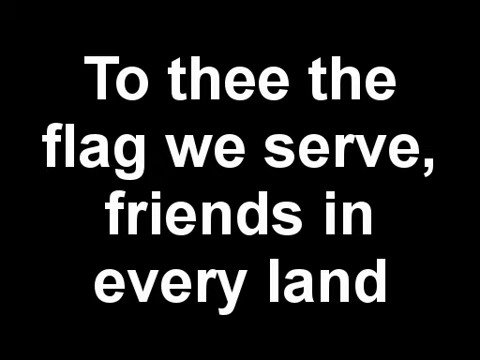 To thee the
flag we serve,
friends in
every land